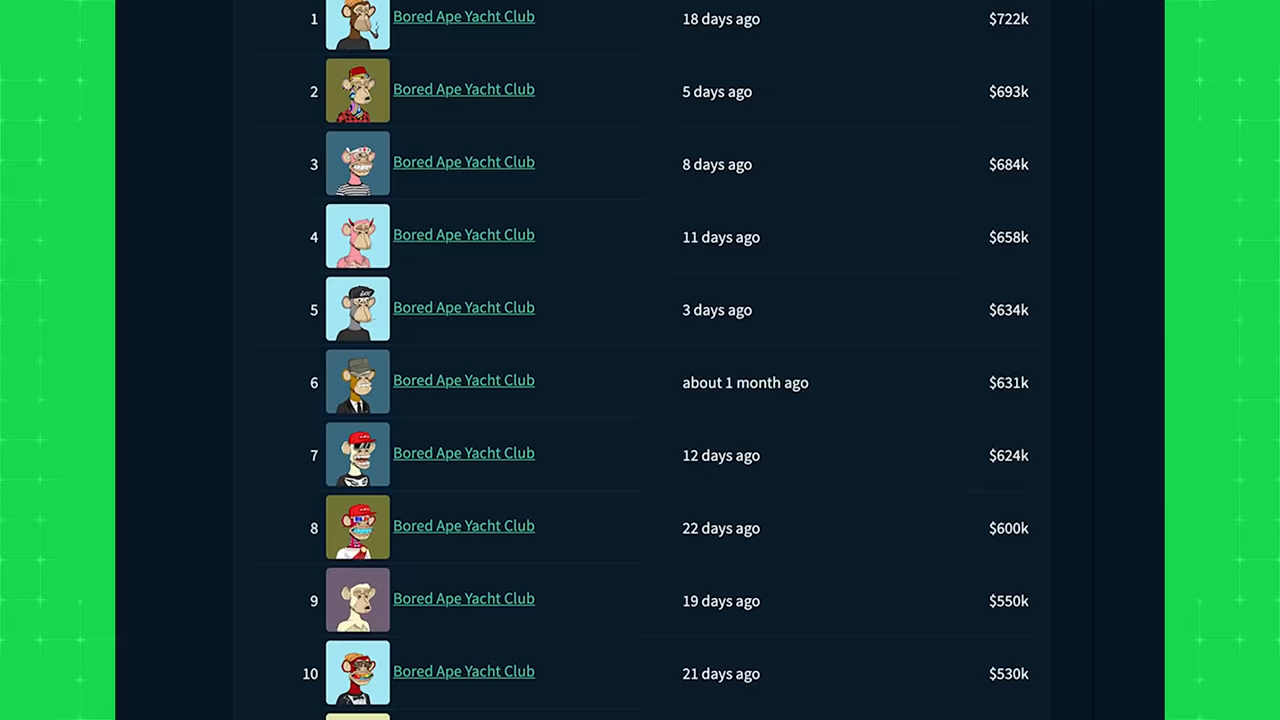 1 Bored Ape Yacht Club 18 days ago $722k
2 Bored Ape Yacht Club 5 days ago $693k
3 Bored Ape Yacht Club 8 days ago $684k
4 Bored Ape Yacht Club 11 days ago $658k
5 Bored Ape Yacht Club 3 days ago $634k
6 Bored Ape Yacht Club about 1 month ago $631k
7 Bored Ape Yacht Club 12 days ago $624k
8 Bored Ape Yacht Club 22 days ago $600k
9 Bored Ape Yacht Club 19 days ago $550k
10 Bored Ape Yacht Club 21 days ago $530k